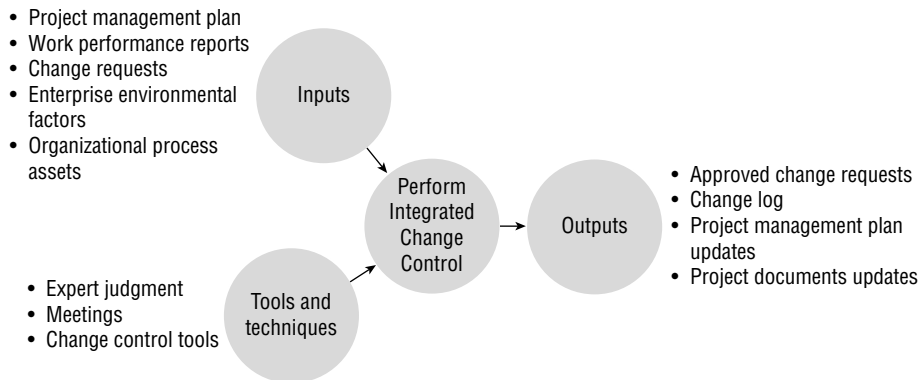 • Project management plan
• Work performance reports
• Change requests
• Enterprise environmental
factors
• Organizational process
assets
Inputs
Perform
Integrated
Change
Control
Outputs
• Approved change requests
• Change log
• Project management plan
updates
• Project documents updates
• Expert judgment
• Meetings
• Change control tools
Tools and
techniques